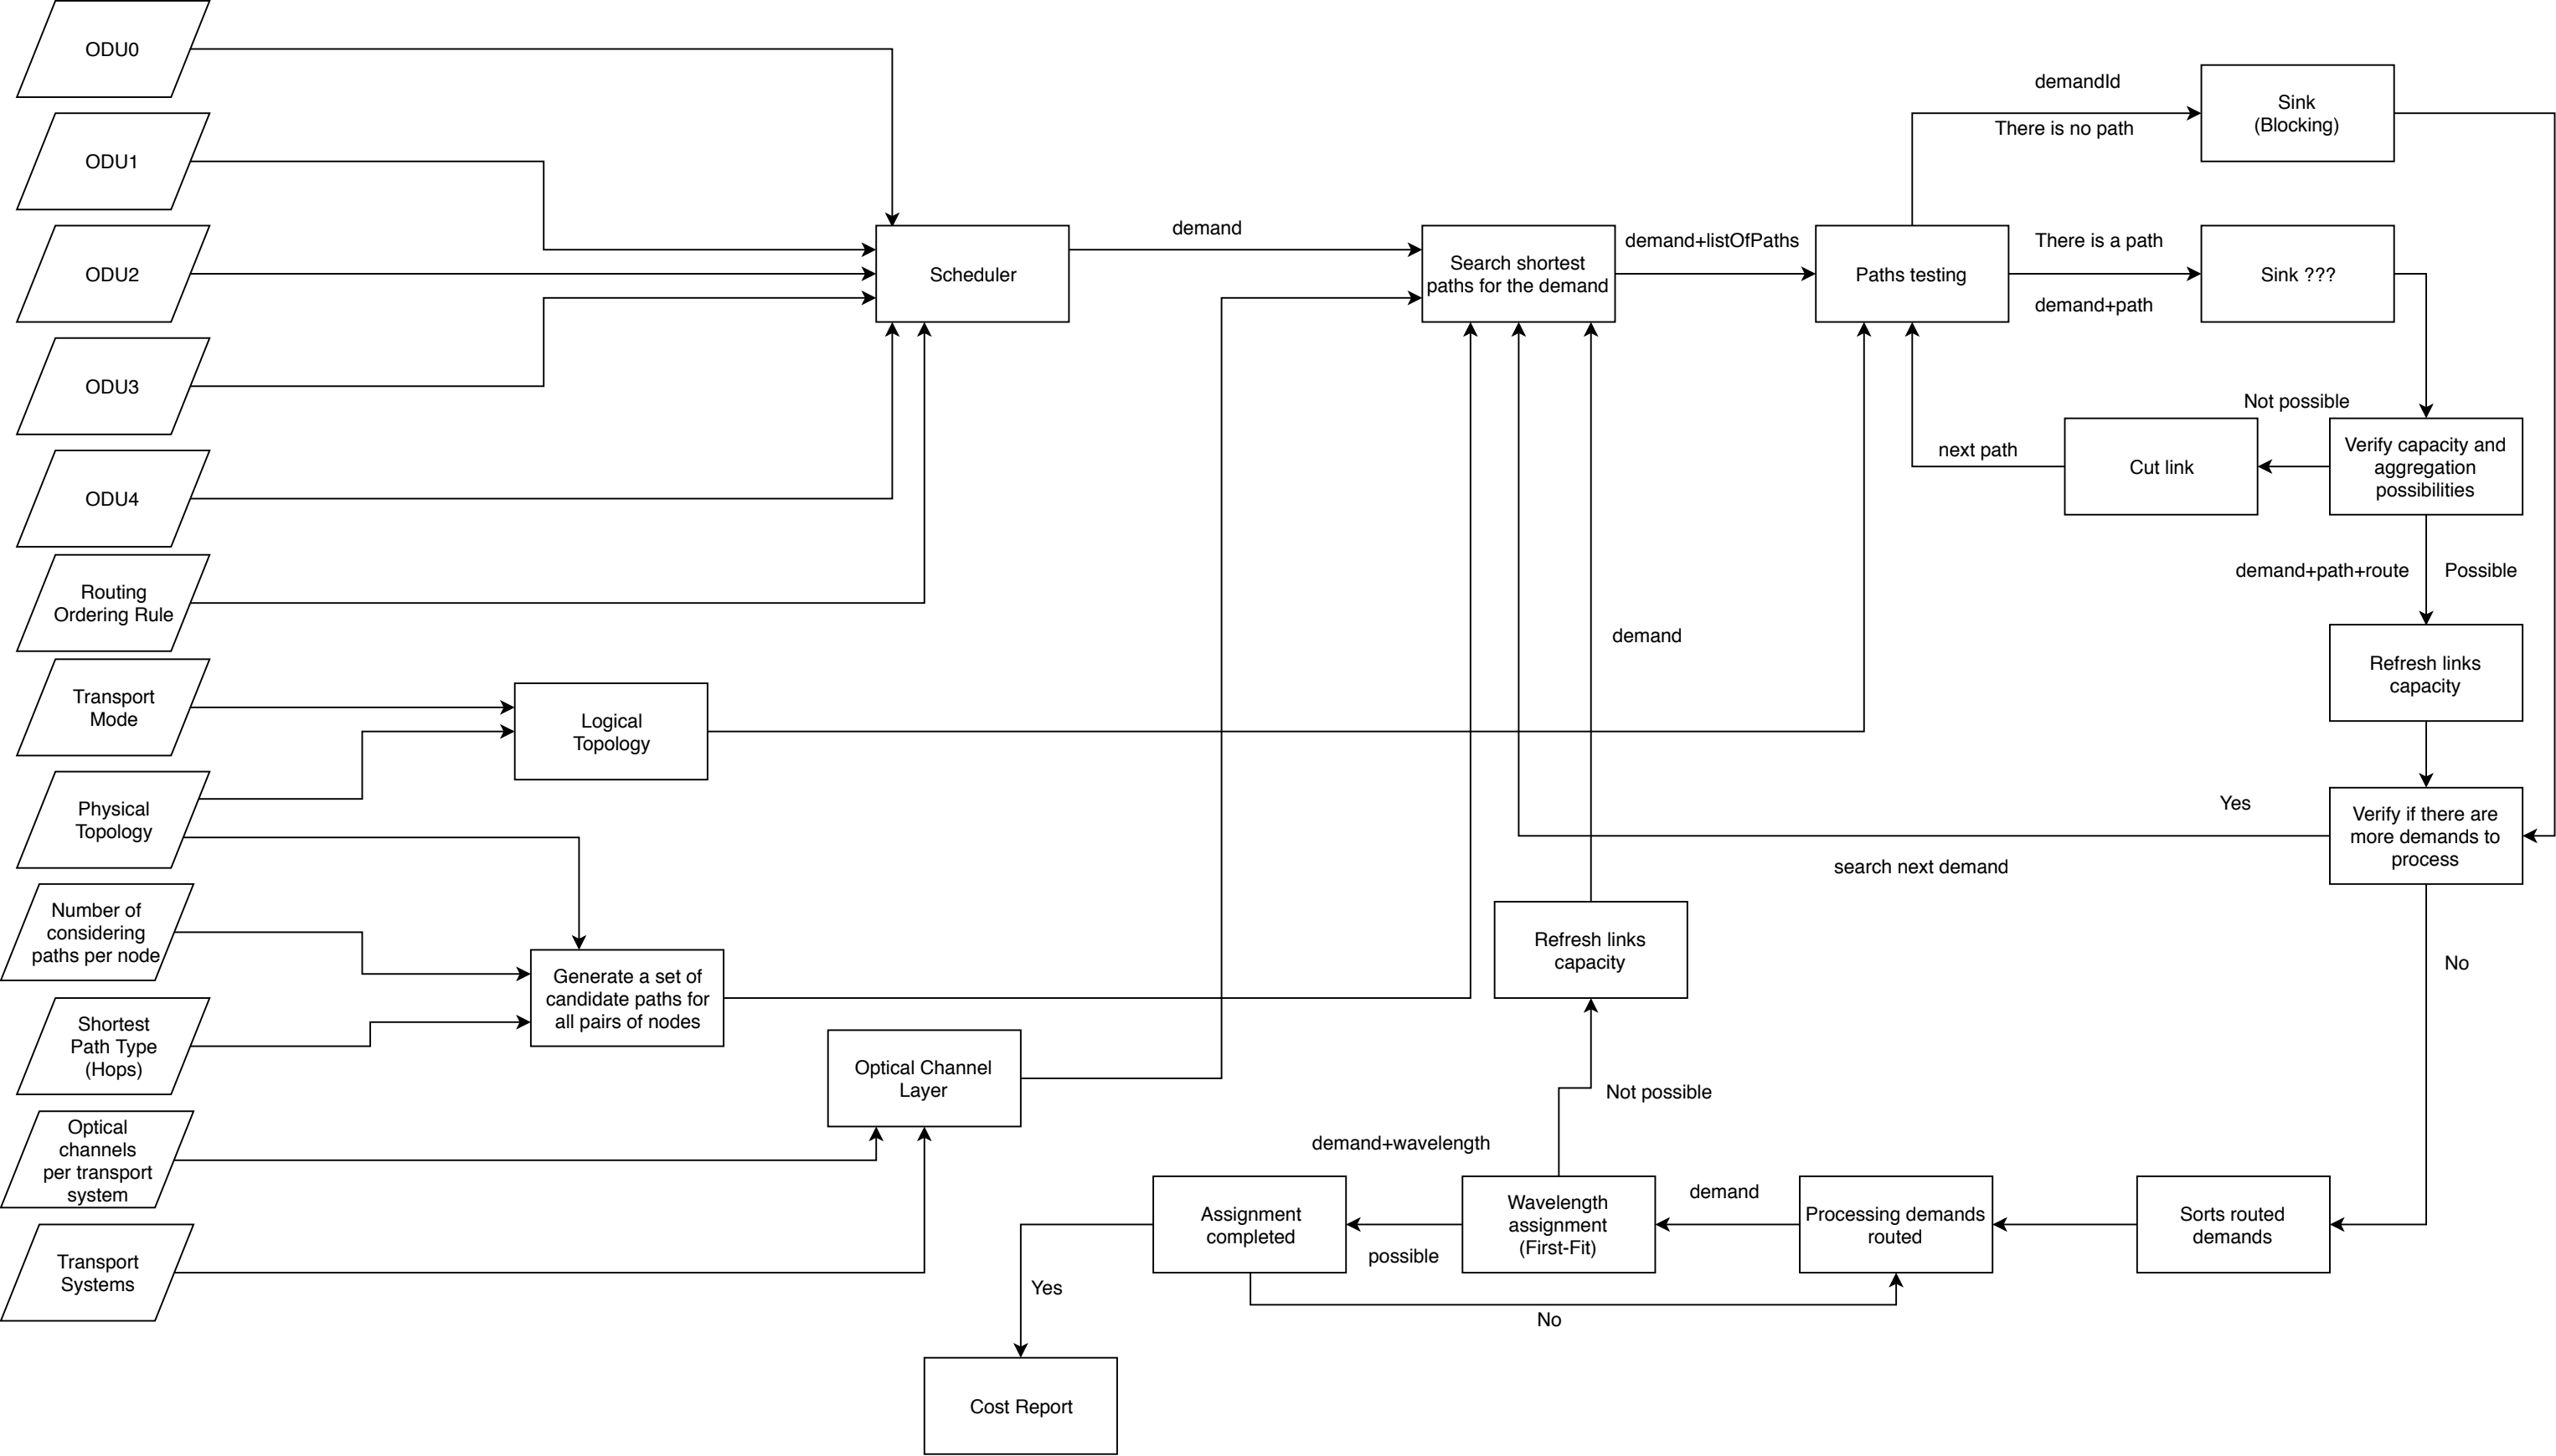 ODU0
ODU1
ODU2
ODU3
ODU4
Routing
Ordering Rule
Transport
Mode
Physical
Topology
Number of
considering
paths per node
Shortest
Path Type
(Hops)
Optical
channels
per transport
system
Transport
Systems
Logical
Topology
Generate a set of
candidate paths for
all pairs of nodes
Optical Channel
Layer
Scheduler
demand
Search shortest
paths for the demand
demand+listOfPaths
Paths testing
demandId
There is no path
Sink
(Blocking)
There is a path
demand+path
Sink ???
Not possible
Verify capacity and
aggregation
possibilities
Cut link
next path
demand+path+route
Possible
Refresh links
capacity
Verify if there are
more demands to
process
Yes
search next demand
demand
Refresh links
capacity
Not possible
No
Sorts routed
demands
Processing demands
routed
demand
Wavelength
assignment
(First-Fit)
demand+wavelength
possible
Assignment
completed
No
Yes
Cost Report